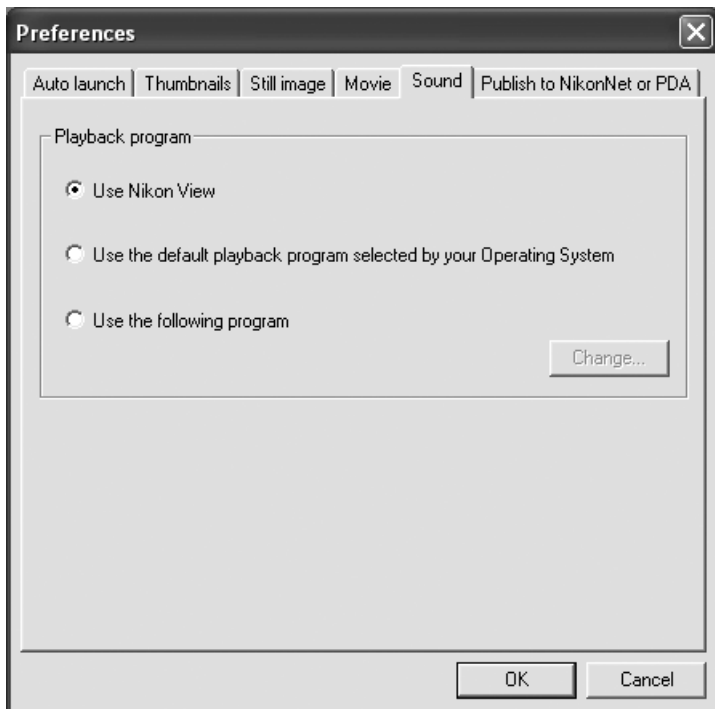 Preferences
Auto launch Thumbnails Still image Movie Sound Publish to NikonNet or PDA
Playback program
Use Nikon View
Use the default playback program selected by your Operating System
Use the following program
Change...
OK Cancel